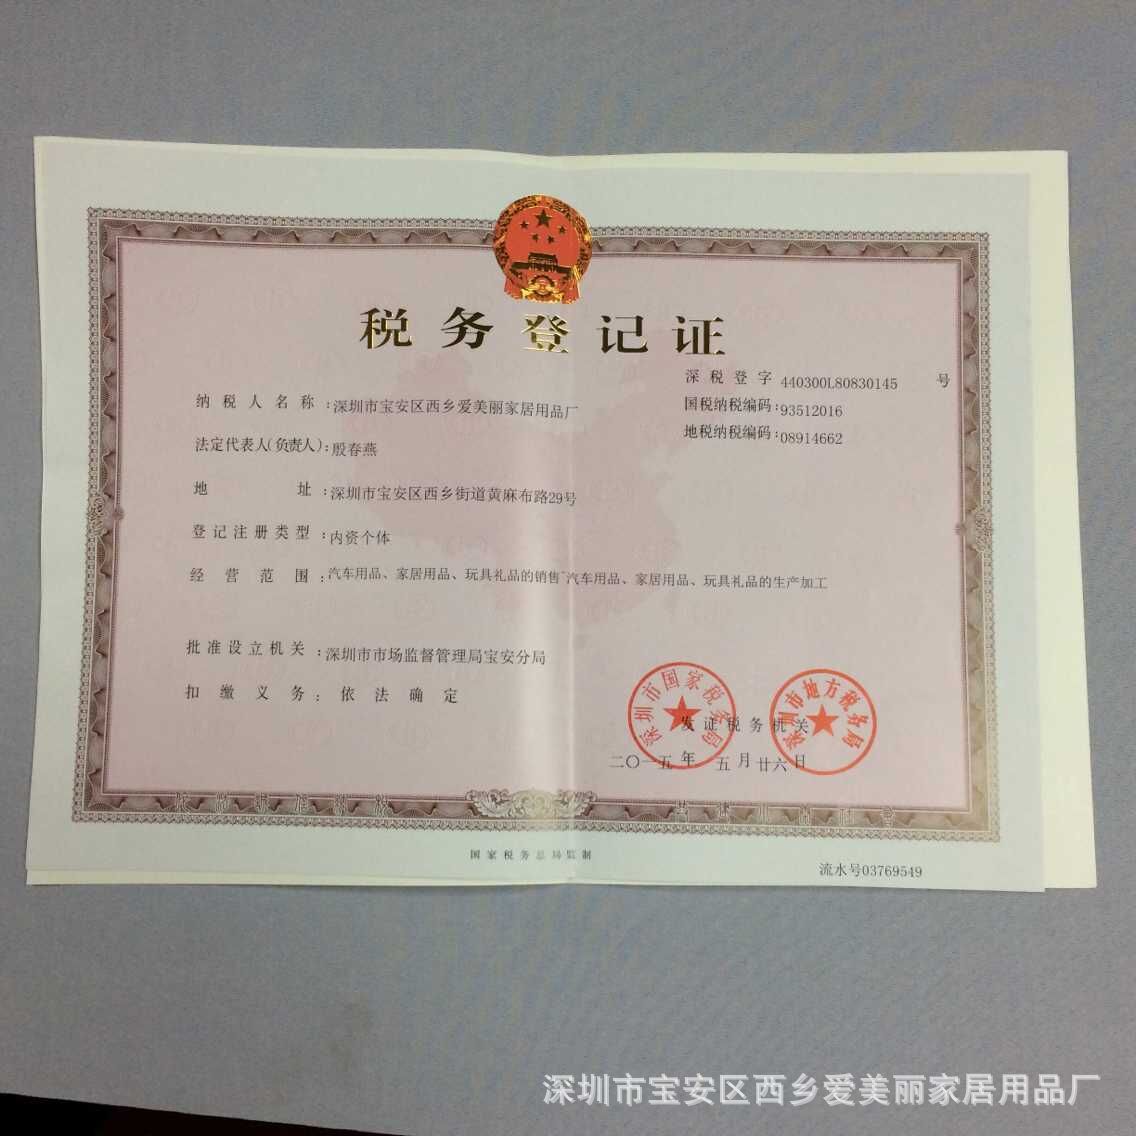 税务登记证
深税登字 440300L80830145 号
国税纳税编码:93512016
地税纳税编码:08914662
纳税人名称:深圳市宝安区西乡爱美丽家居用品厂
法定代表人(负责人):殷春燕
地址:深圳市宝安区西乡街道黄麻布路29号
登记注册类型:内资个体
经营范围:汽车用品、家居用品、玩具礼品的销售^汽车用品、家居用品、玩具礼品的生产加工
批准设立机关:深圳市市场监督管理局宝安分局
扣缴义务:依法确定
深圳市国家税务局
深圳市地方税务局
发证税务机关
二〇一五年 五月廿六日
国家税务总局监制
流水号03769549
深圳市宝安区西乡爱美丽家居用品厂